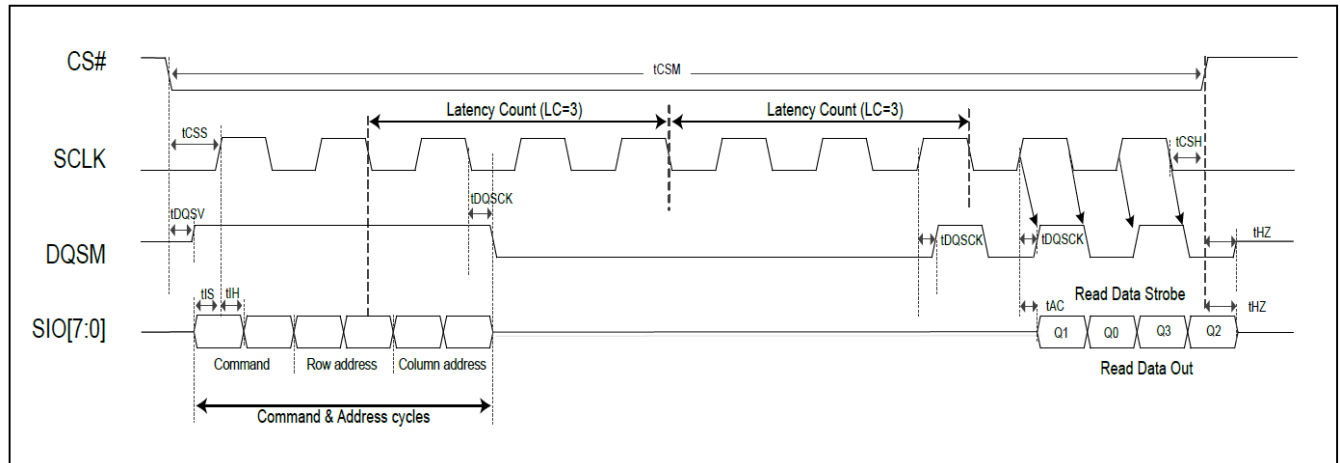 CS#
tCSM
Latency Count (LC=3)
Latency Count (LC=3)
tCSS
SCLK
tCSH
tDQSV
tDQSCK
DQSM
tDQSCK
tDQSCK
tHZ
tIS tIH
Read Data Strobe
tAC
tHZ
SIO[7:0]
Q1 Q0 Q3 Q2
Command Row address Column address
Read Data Out
Command & Address cycles